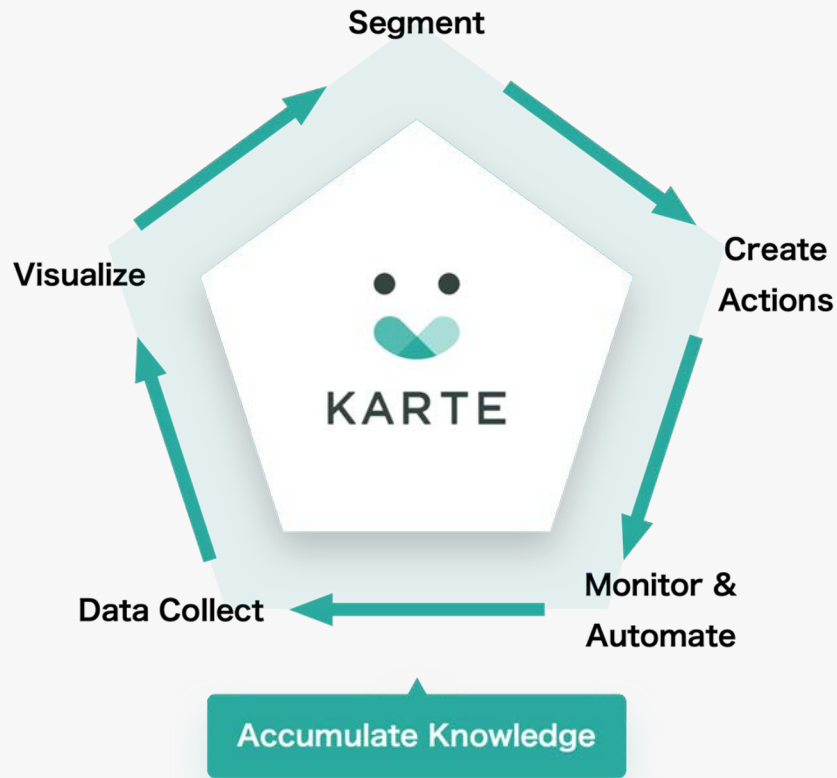 Segment
Create
Actions
Visualize
KARTE
Monitor &
Automate
Data Collect
Accumulate Knowledge